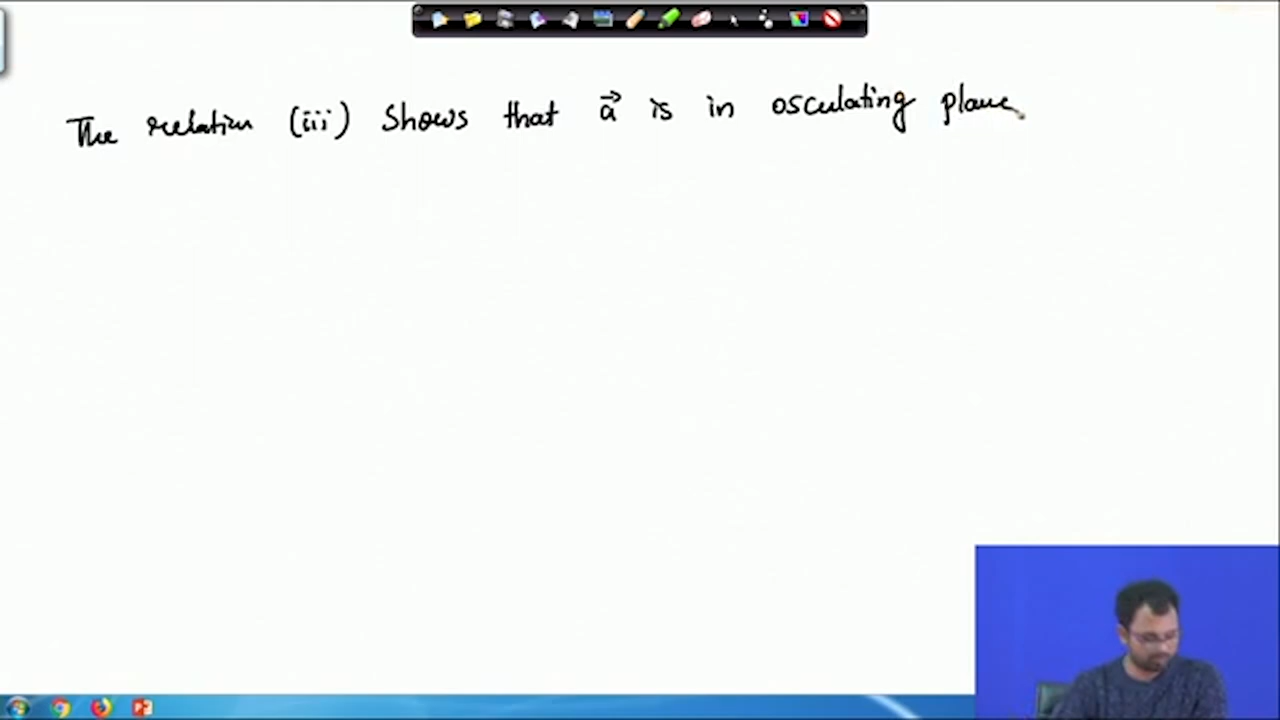 The relation (iii) shows that a⃗ is in osculating plane